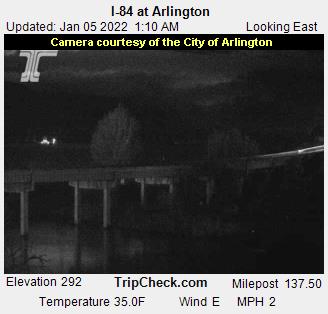 I-84 at Arlington
Updated: Jan 05 2022 1:10 AM Looking East
Camera courtesy of the City of Arlington
Elevation 292 TripCheck.com Milepost 137.50
Temperature 35.0F Wind E MPH 2